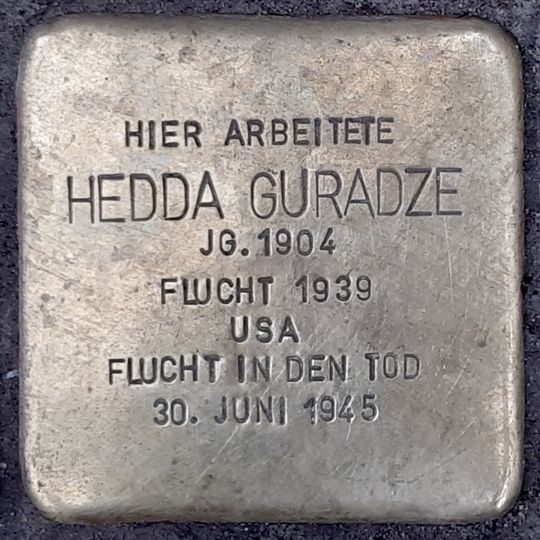 HIER ARBEITETE
HEDDA GURADZE
JG. 1904
FLUCHT 1939
USA
FLUCHT IN DEN TOD
30. JUNI 1945